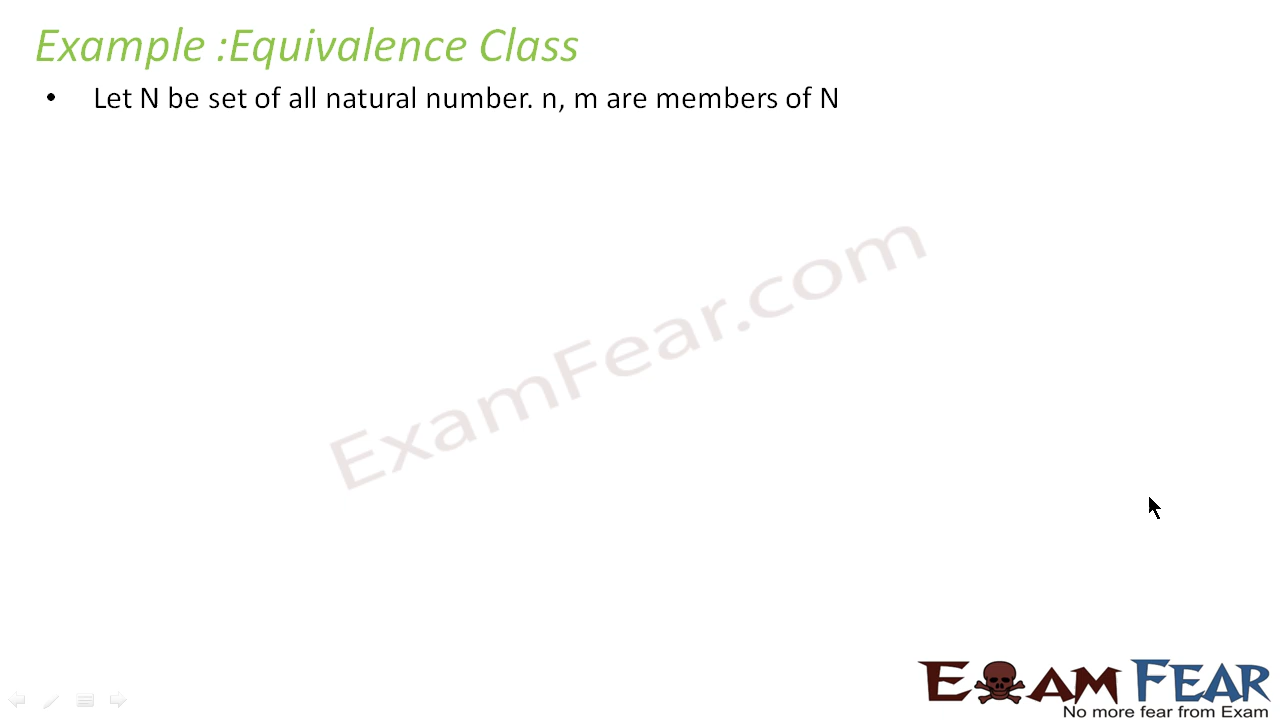 Example :Equivalence Class
• Let N be set of all natural number. n, m are members of N
ExamFear.com
EXAM FEAR
No more fear from Exam